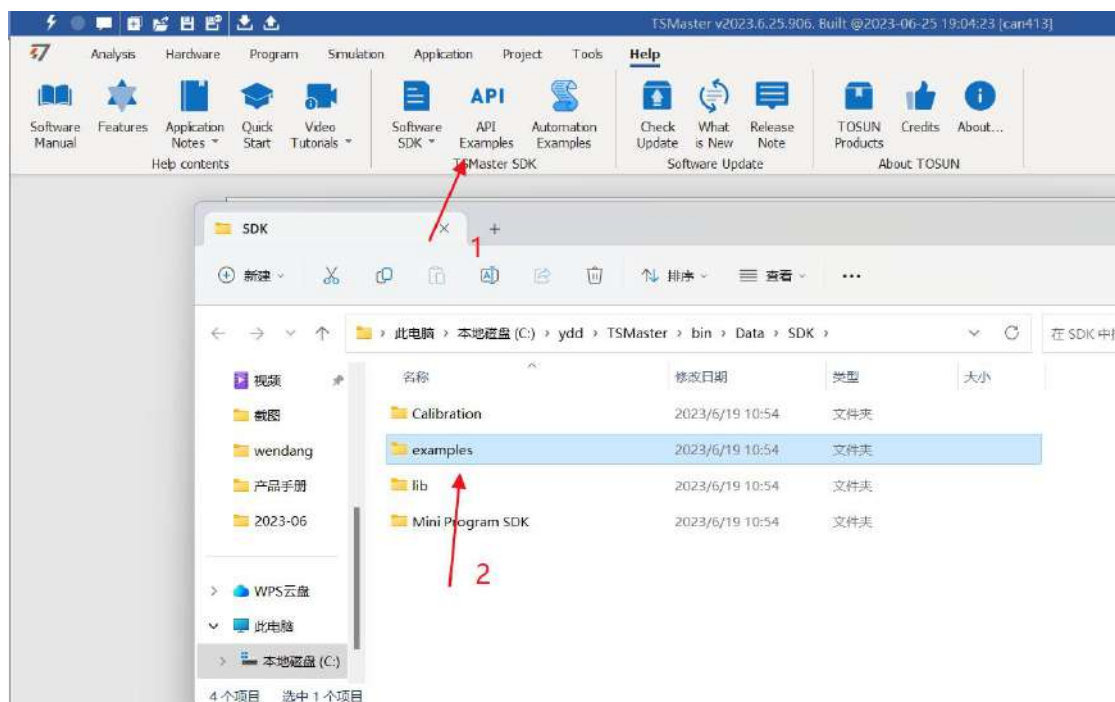 TSMaster v2023.6.25.906. Built @2023-06-25 19:04:23 [can413]
Analysis Hardware Program Simulation Application Project Tools Help
Software Manual
Features
Application Notes
Quick Start
Video Tutorials
Software SDK
API
API Examples
Automation Examples
Check Update
What is New
Release Note
TOSUN Products
Credits
About...
Help contents
TSMaster SDK
Software Update
About TOSUN
SDK
1
新建
排序
查看
此电脑 > 本地磁盘 (C:) > ydd > TSMaster > bin > Data > SDK >
在 SDK 中
名称 修改日期 类型 大小
视频
截图
wendang
产品手册
2023-06
WPS云盘
此电脑
本地磁盘 (C:)
Calibration 2023/6/19 10:54 文件夹
examples 2023/6/19 10:54 文件夹
lib 2023/6/19 10:54 文件夹
Mini Program SDK 2023/6/19 10:54 文件夹
2
4 个项目 选中 1 个项目